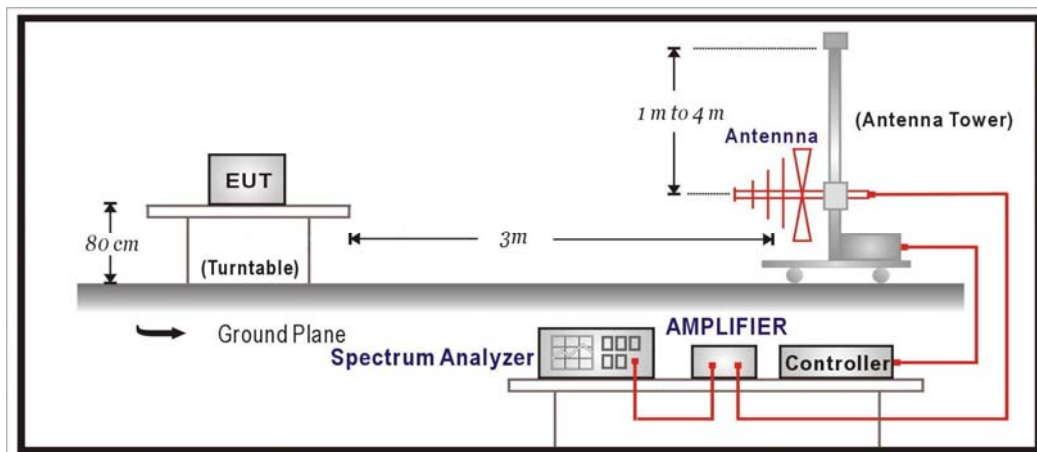 1 m to 4 m
(Antenna Tower)
Antennna
EUT
80 cm
3m
(Turntable)
Ground Plane
AMPLIFIER
Spectrum Analyzer
Controller